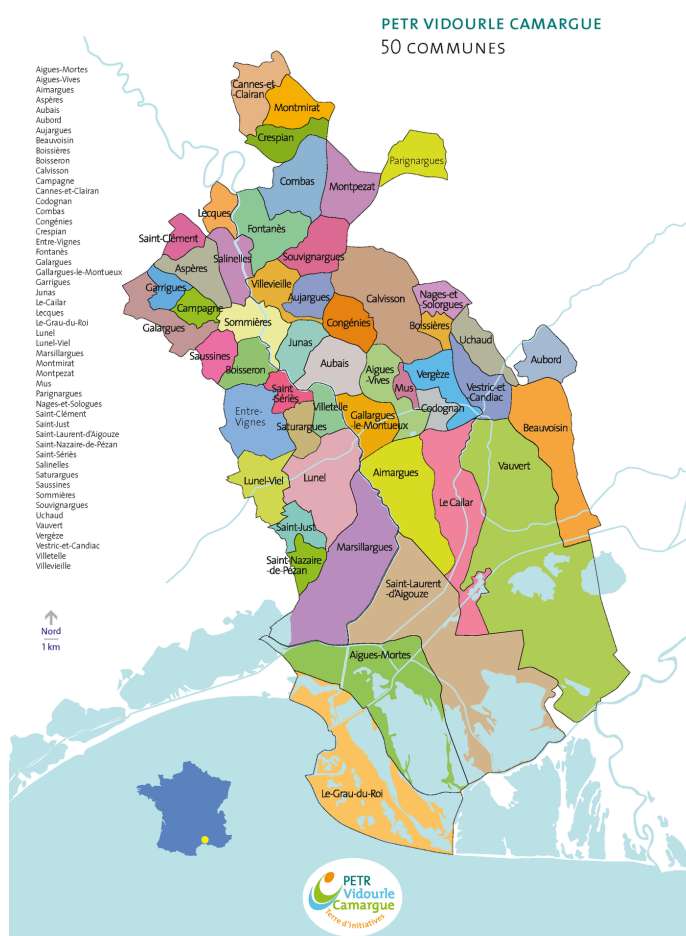 PETR VIDOURLE CAMARGUE
50 COMMUNES
Aigues-Mortes
Aigues-Vives
Aimargues
Aspères
Aubais
Aubord
Aujargues
Beauvoisin
Boissières
Boisseron
Calvisson
Campagne
Cannes-et-Clairan
Codognan
Combas
Congénies
Crespian
Entre-Vignes
Fontanès
Galargues
Gallargues-le-Montueux
Garrigues
Junas
Le-Cailar
Lecques
Le-Grau-du-Roi
Lunel
Lunel-Viel
Marsillargues
Montmirat
Montpezat
Mus
Parignargues
Nages-et-Sologues
Saint-Clément
Saint-Just
Saint-Laurent-d'Aigouze
Saint-Nazaire-de-Pézan
Saint-Sériès
Salinelles
Saturargues
Saussines
Sommières
Souvignargues
Uchaud
Vauvert
Vergèze
Vestric-et-Candiac
Villetelle
Villevieille
Nord
1 km
Cannes-et-
-Clairan
Montmirat
Crespian
Parignargues
Combas
Montpezat
Lecques
Fontanès
Saint-Clément
Salinelles
Souvignargues
Aspères
Garrigues
Villevieille
Aujargues
Calvisson
Nages-et-
Solorgues
Campagne
Galargues
Sommières
Congénies
Boissières
Uchaud
Junas
Saussines
Boisseron
Aubais
Aigues
-Vives
Mus
Vergèze
Aubord
Saint
-Sériès
Vestric-et-
Candiac
Villetelle
Codognan
Entre-
Vignes
Saturargues
Gallargues
-le-Montueux
Beauvoisin
Vauvert
Lunel-Viel
Lunel
Aimargues
Le Cailar
Saint-Just
Marsillargues
Saint-Nazaire
-de-Pézan
Saint-Laurent
-d'Aigouze
Aigues-Mortes
Le-Grau-du-Roi
PETR
Vidourle
Camargue
Terre d'Initiatives